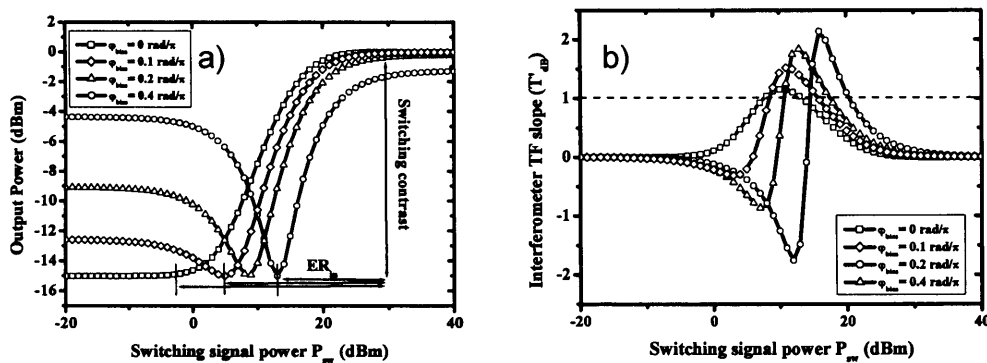 a)
φbias= 0 rad/π
φbias= 0.1 rad/π
φbias= 0.2 rad/π
φbias= 0.4 rad/π
0
-2
-4
-6
-8
-10
-12
-14
-16
Output Power (dBm)
Switching contrast
ER
-20
0
20
40
Switching signal power Psw (dBm)
b)
2
1
0
-1
-2
Interferometer TF slope (T'dB)
φbias= 0 rad/π
φbias= 0.1 rad/π
φbias= 0.2 rad/π
φbias= 0.4 rad/π
-20
0
20
40
Switching signal power Psw (dBm)